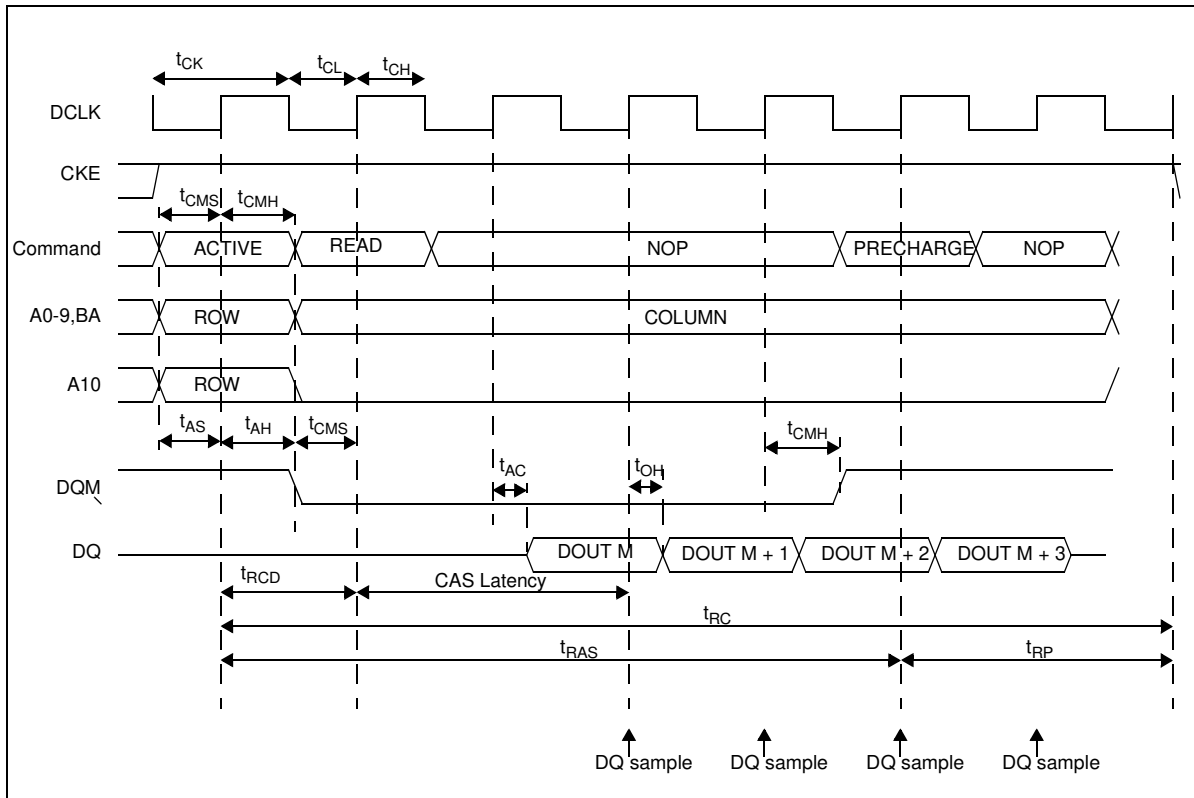 tCK tCL tCH
DCLK
CKE
tCMS tCMH
Command ACTIVE READ NOP PRECHARGE NOP
A0-9,BA ROW COLUMN
A10 ROW
tAS tAH tCMS tCMH
tAC tOH
DQM
DQ DOUT M DOUT M + 1 DOUT M + 2 DOUT M + 3
tRCD CAS Latency
tRC
tRAS tRP
DQ sample DQ sample DQ sample DQ sample